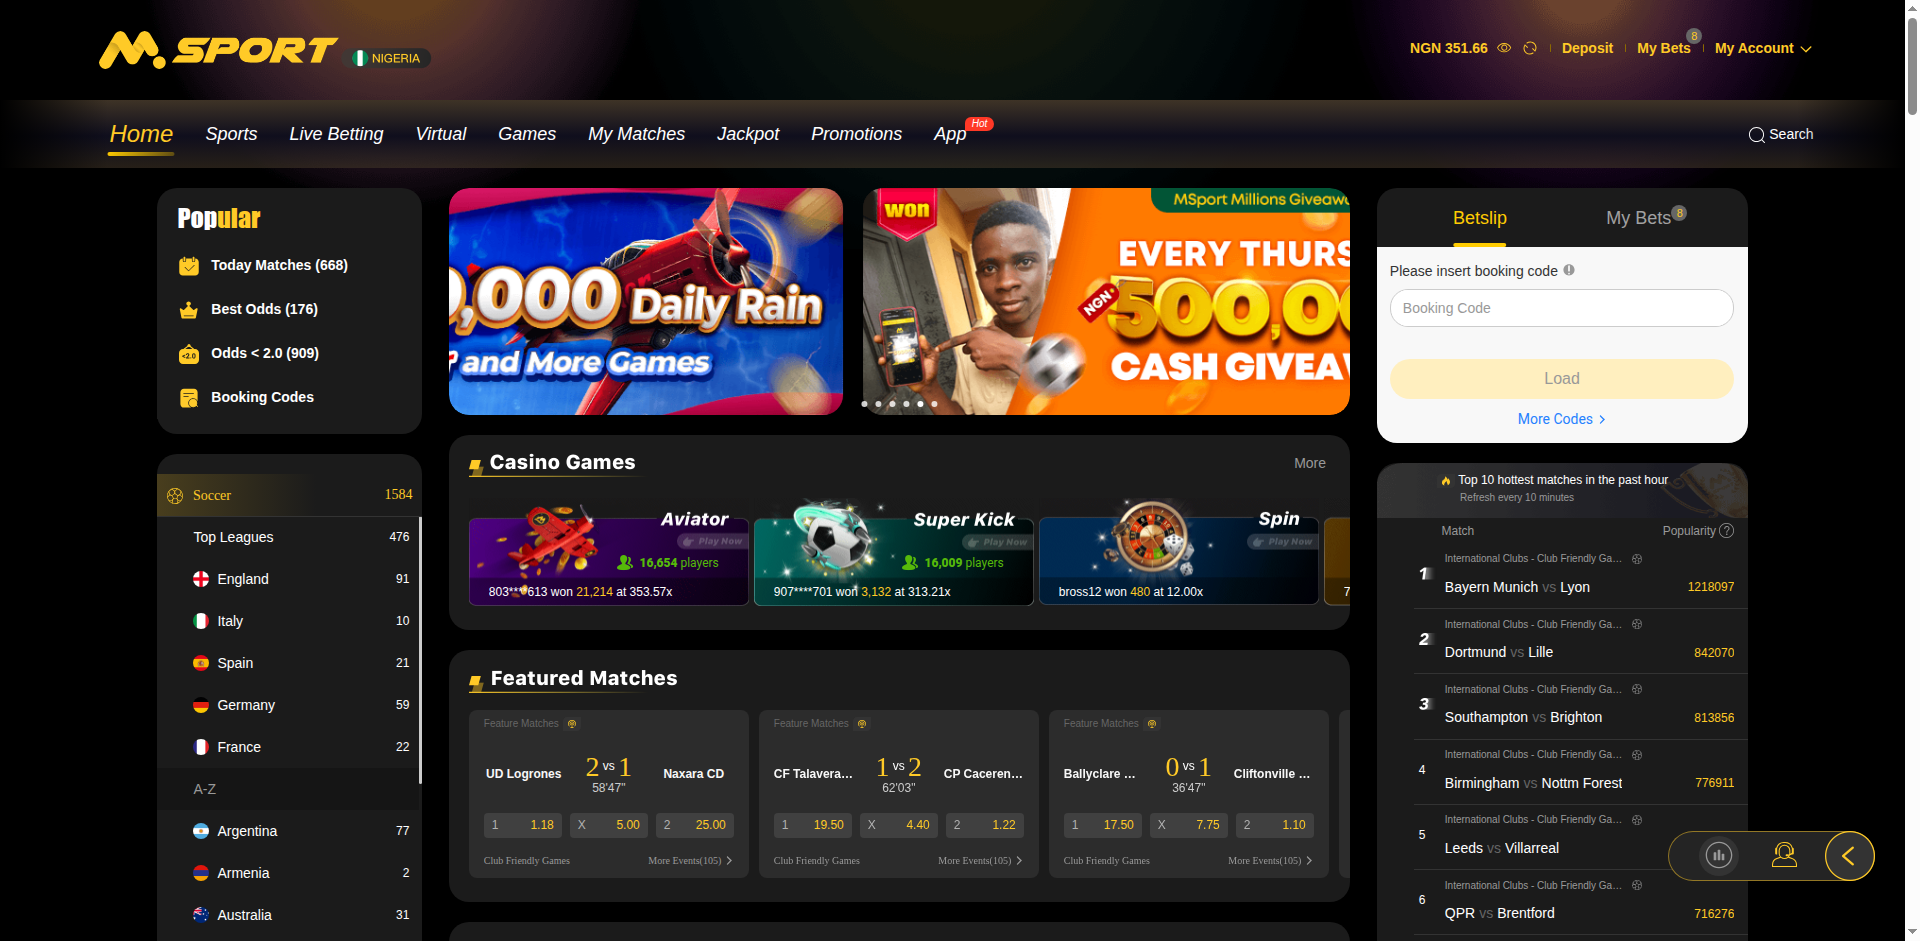 M.SPORT
NIGERIA
NGN 351.66
Deposit
My Bets
8
My Account
Home
Sports
Live Betting
Virtual
Games
My Matches
Jackpot
Promotions
App
Hot
Search
Popular
Today Matches (668)
Best Odds (176)
<2.0
Odds < 2.0 (909)
Booking Codes
Soccer
1584
Top Leagues
476
England
91
Italy
10
Spain
21
Germany
59
France
22
A-Z
Argentina
77
Armenia
2
Australia
31
,000 Daily Rain
and More Games
won
MSport Millions Giveaw
EVERY THURS
NGN
500,0
CASH GIVEA
Casino Games
More
Aviator
Play Now
16,654 players
803****613 won 21,214 at 353.57x
Super Kick
Play Now
16,009 players
907****701 won 3,132 at 313.21x
Spin
Play Now
bross12 won 480 at 12.00x
7
Featured Matches
Feature Matches
UD Logrones
2 vs 1
58'47"
Naxara CD
1 1.18
X 5.00
2 25.00
Club Friendly Games
More Events(105)
Feature Matches
CF Talavera...
1 vs 2
62'03"
CP Caceren...
1 19.50
X 4.40
2 1.22
Club Friendly Games
More Events(105)
Feature Matches
Ballyclare ...
0 vs 1
36'47"
Cliftonville ...
1 17.50
X 7.75
2 1.10
Club Friendly Games
More Events(105)
Betslip
My Bets
8
Please insert booking code
Booking Code
Load
More Codes
Top 10 hottest matches in the past hour
Refresh every 10 minutes
Match
Popularity ?
International Clubs - Club Friendly Ga...
1
Bayern Munich vs Lyon
1218097
International Clubs - Club Friendly Ga...
2
Dortmund vs Lille
842070
International Clubs - Club Friendly Ga...
3
Southampton vs Brighton
813856
International Clubs - Club Friendly Ga...
4
Birmingham vs Nottm Forest
776911
International Clubs - Club Friendly Ga...
5
Leeds vs Villarreal
International Clubs - Club Friendly Ga...
6
QPR vs Brentford
716276